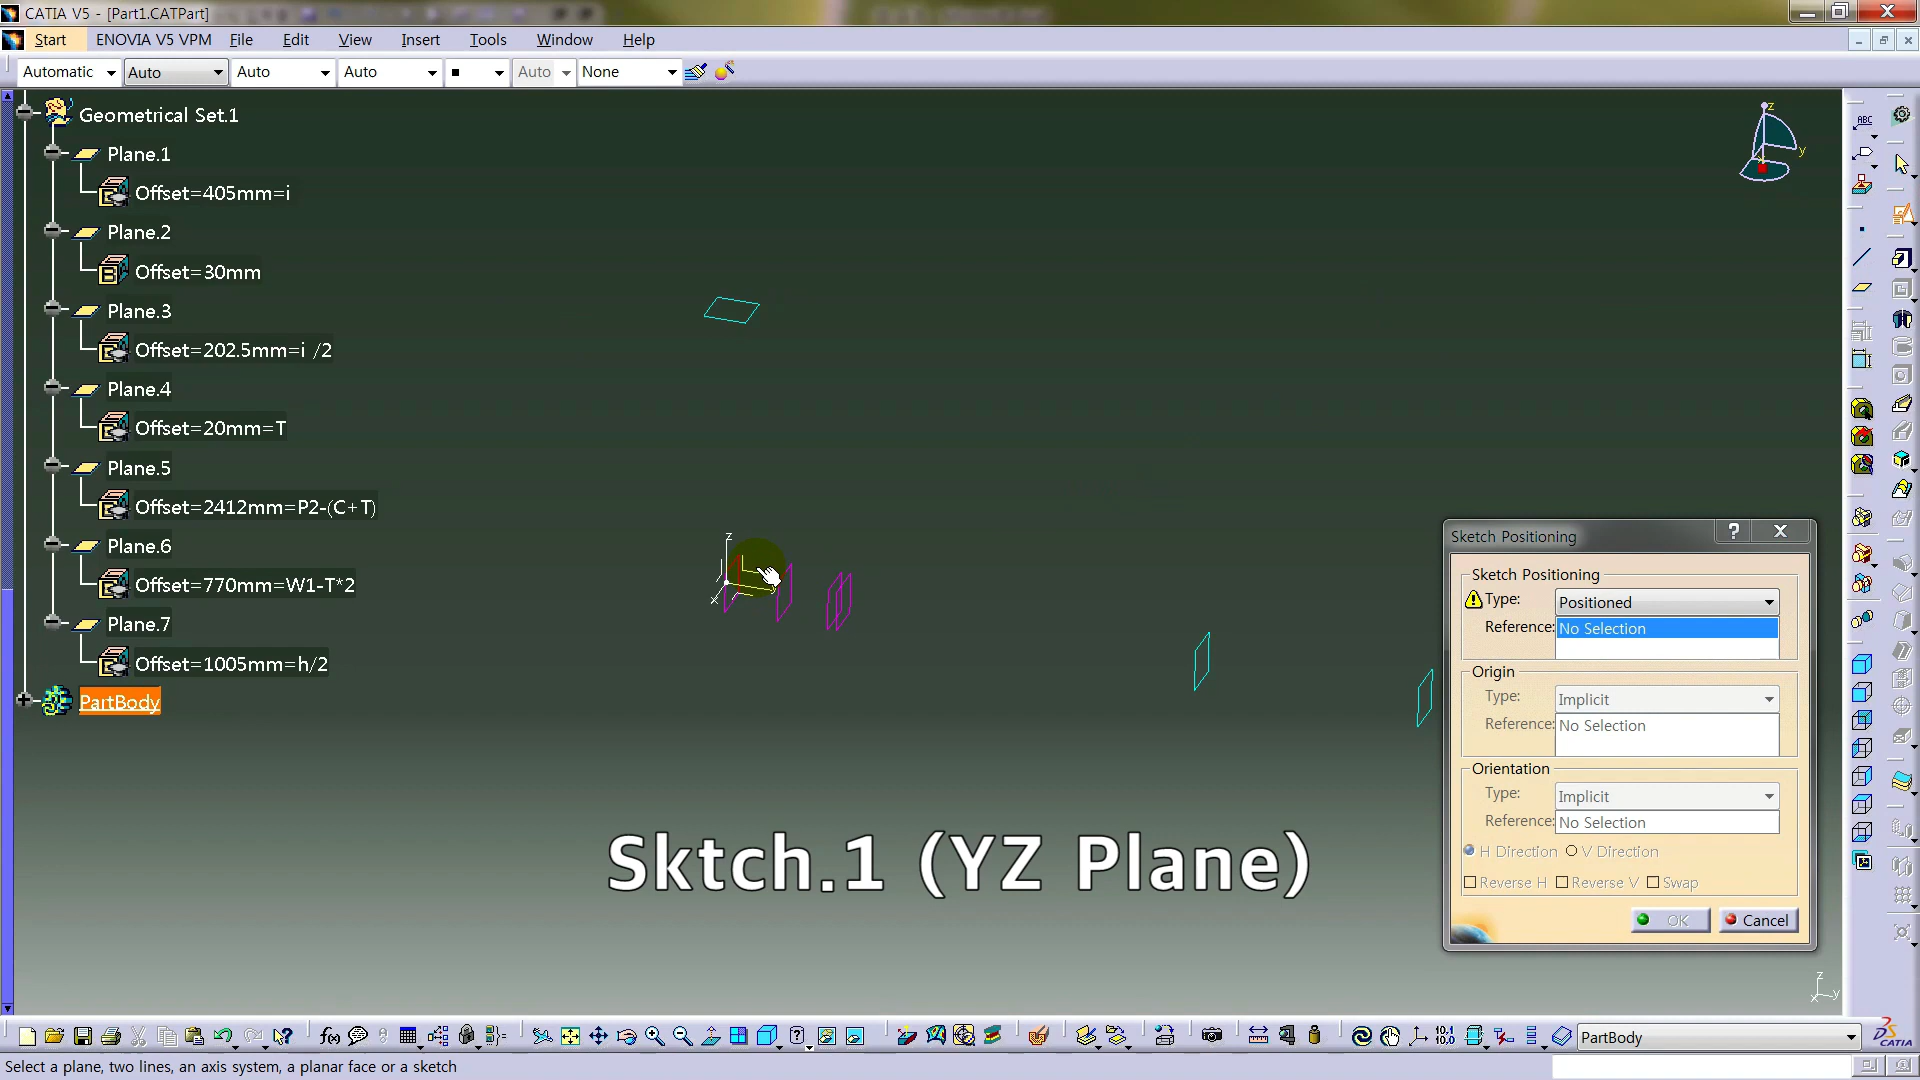 CATIA V5 - [Part1.CATPart]
Start ENOVIA V5 VPM File Edit View Insert Tools Window Help
Automatic Auto Auto Auto Auto None
Geometrical Set.1
Plane.1
Offset=405mm=i
Plane.2
Offset=30mm
Plane.3
Offset=202.5mm=i /2
Plane.4
Offset=20mm=T
Plane.5
Offset=2412mm=P2-(C+T)
Plane.6
Offset=770mm=W1-T*2
Plane.7
Offset=1005mm=h/2
PartBody
z
y
ABC
z
x
Sketch Positioning
Sketch Positioning
Type: Positioned
Reference: No Selection
Origin
Type: Implicit
Reference: No Selection
Orientation
Type: Implicit
Reference: No Selection
H Direction V Direction
Reverse H Reverse V Swap
OK Cancel
Sktch.1 (YZ Plane)
z
y
PartBody
CATIA
Select a plane, two lines, an axis system, a planar face or a sketch